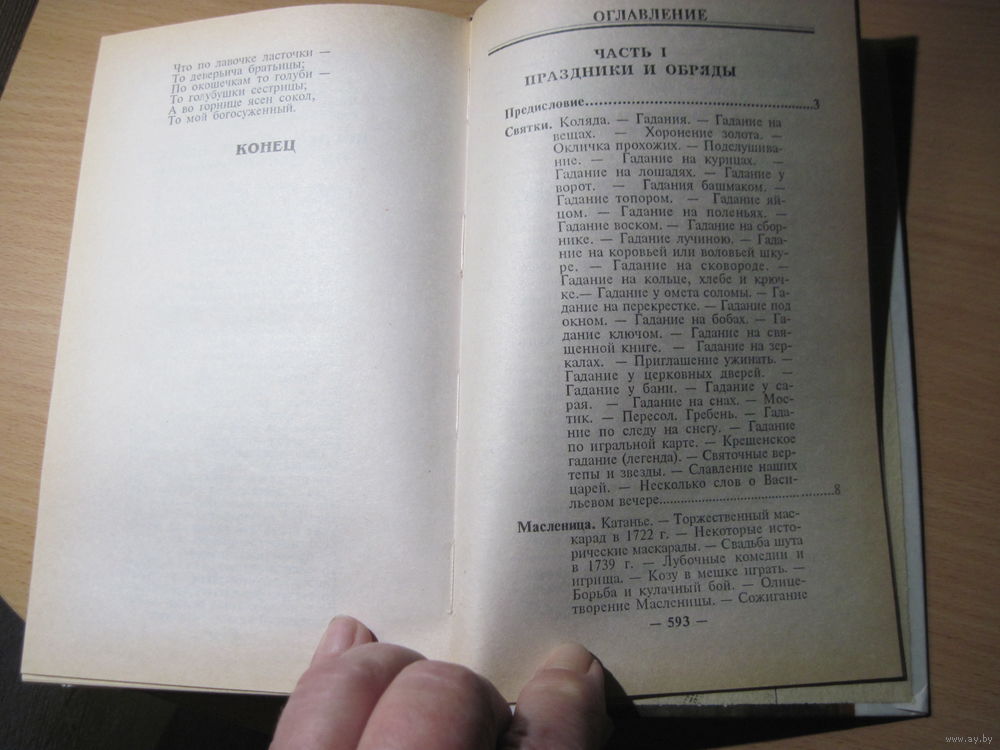 Что по лавочке ласточки —
То деверьича братьицы;
По окошечкам то голуби —
То голубушки сестрицы;
А во горнице ясен сокол,
То мой богосуженный.
КОНЕЦ
ОГЛАВЛЕНИЕ
ЧАСТЬ I
ПРАЗДНИКИ И ОБРЯДЫ
Предисловие..........3
Святки. Коляда. — Гадания. — Гадание на
вещах. — Хоронение золота. —
Окличка прохожих. — Подслушива-
ние. — Гадание на курицах. —
Гадание на лошадях. — Гадание у
ворот. — Гадания башмаком. —
Гадание топором. — Гадание яй-
цом. — Гадание на поленьях. —
Гадание воском. — Гадание на сбор-
нике. — Гадание лучиною. — Гада-
ние на коровьей или воловьей шку-
ре. — Гадание на сковороде. —
Гадание на кольце, хлебе и крюч-
ке.— Гадание у омета соломы. — Га-
дание на перекрестке. — Гадание под
окном. — Гадание на бобах. — Га-
дание ключом. — Гадание на свя-
щенной книге. — Гадание на зер-
калах. — Приглашение ужинать. —
Гадание у церковных дверей. —
Гадание у бани. — Гадание у са-
рая. — Гадание на снах. — Мос-
тик. — Пересол. Гребень. — Гада-
ние по следу на снегу. — Гадание
по игральной карте. — Крещенское
гадание (легенда). — Святочные вер-
тепы и звезды. — Славление наших
царей. — Несколько слов о Васи-
льевом вечере..........8
Масленица. Катанье. — Торжественный мас-
карад в 1722 г. — Некоторые исто-
рические маскарады. — Свадьба шута
в 1739 г. — Лубочные комедии и
игрища. — Козу в мешке играть. —
Борьба и кулачный бой. — Олице-
творение Масленицы. — Сожигание
— 593 —
www.ay.by